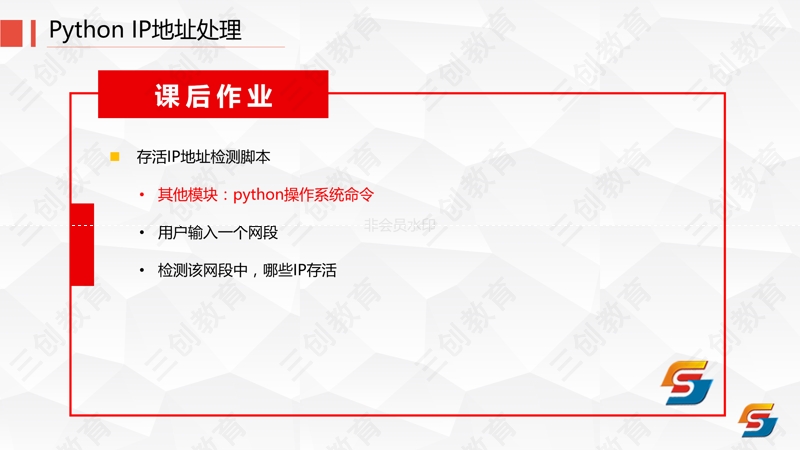 Python IP地址处理
课后作业
存活IP地址检测脚本
其他模块：python操作系统命令
用户输入一个网段
非会员水印
检测该网段中，哪些IP存活
三创教育